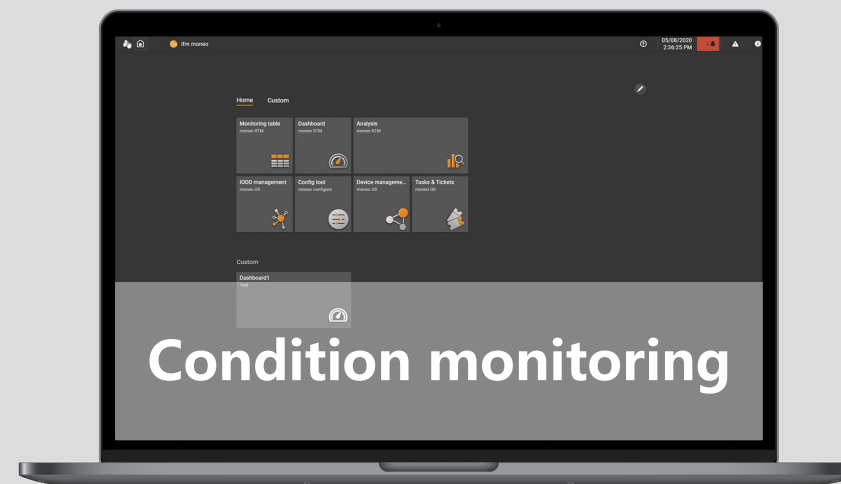 ifm moneo
05/08/2020
2:36:25 PM
Home Custom
Monitoring table
moneo RTM
Dashboard
moneo RTM
Analysis
moneo RTM
IODD management
moneo OS
Config tool
moneo configure
Device manageme...
moneo OS
Tasks & Tickets
moneo OS
Custom
Dashboard1
Test
Condition monitoring